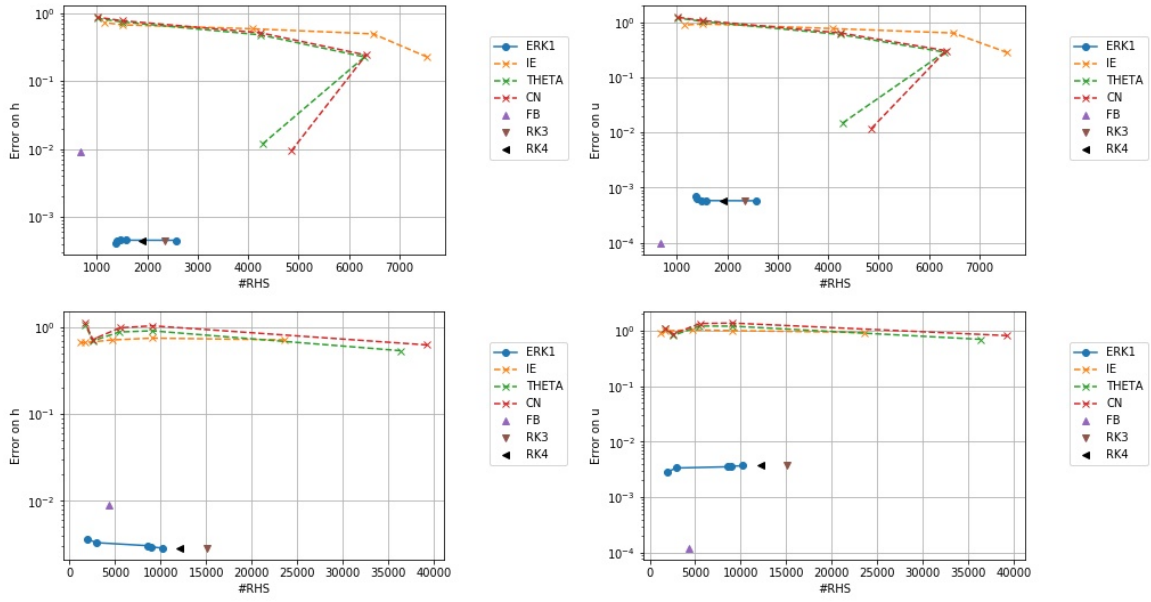 10⁰
10⁻¹
10⁻²
10⁻³
Error on h
1000 2000 3000 4000 5000 6000 7000
#RHS
ERK1
IE
THETA
CN
FB
RK3
RK4
10⁰
10⁻¹
10⁻²
10⁻³
10⁻⁴
Error on u
1000 2000 3000 4000 5000 6000 7000
#RHS
ERK1
IE
THETA
CN
FB
RK3
RK4
10⁰
10⁻¹
10⁻²
Error on h
0 5000 10000 15000 20000 25000 30000 35000 40000
#RHS
ERK1
IE
THETA
CN
FB
RK3
RK4
10⁰
10⁻¹
10⁻²
10⁻³
10⁻⁴
Error on u
0 5000 10000 15000 20000 25000 30000 35000 40000
#RHS
ERK1
IE
THETA
CN
FB
RK3
RK4